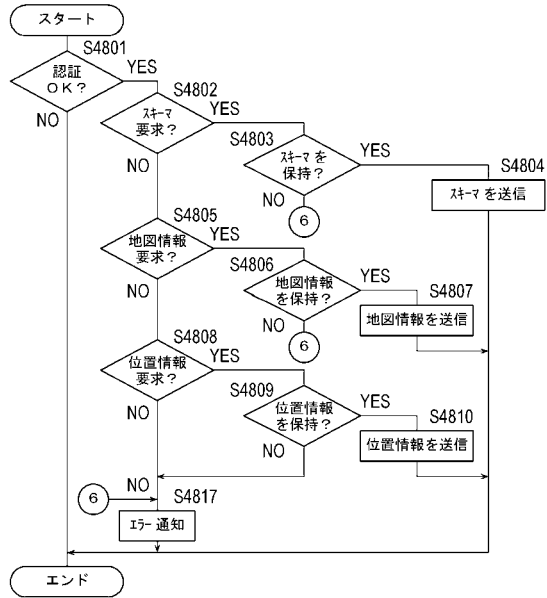 スタート
S4801
認証
OK?
YES
NO
S4802
スキーマ
要求?
YES
NO
S4803
スキーマを
保持?
YES
NO
6
S4804
スキーマを送信
S4805
地図情報
要求?
YES
NO
S4806
地図情報
を保持?
YES
NO
6
S4807
地図情報を送信
S4808
位置情報
要求?
YES
NO
S4809
位置情報
を保持?
YES
NO
S4810
位置情報を送信
NO
6
S4817
エラー通知
エンド